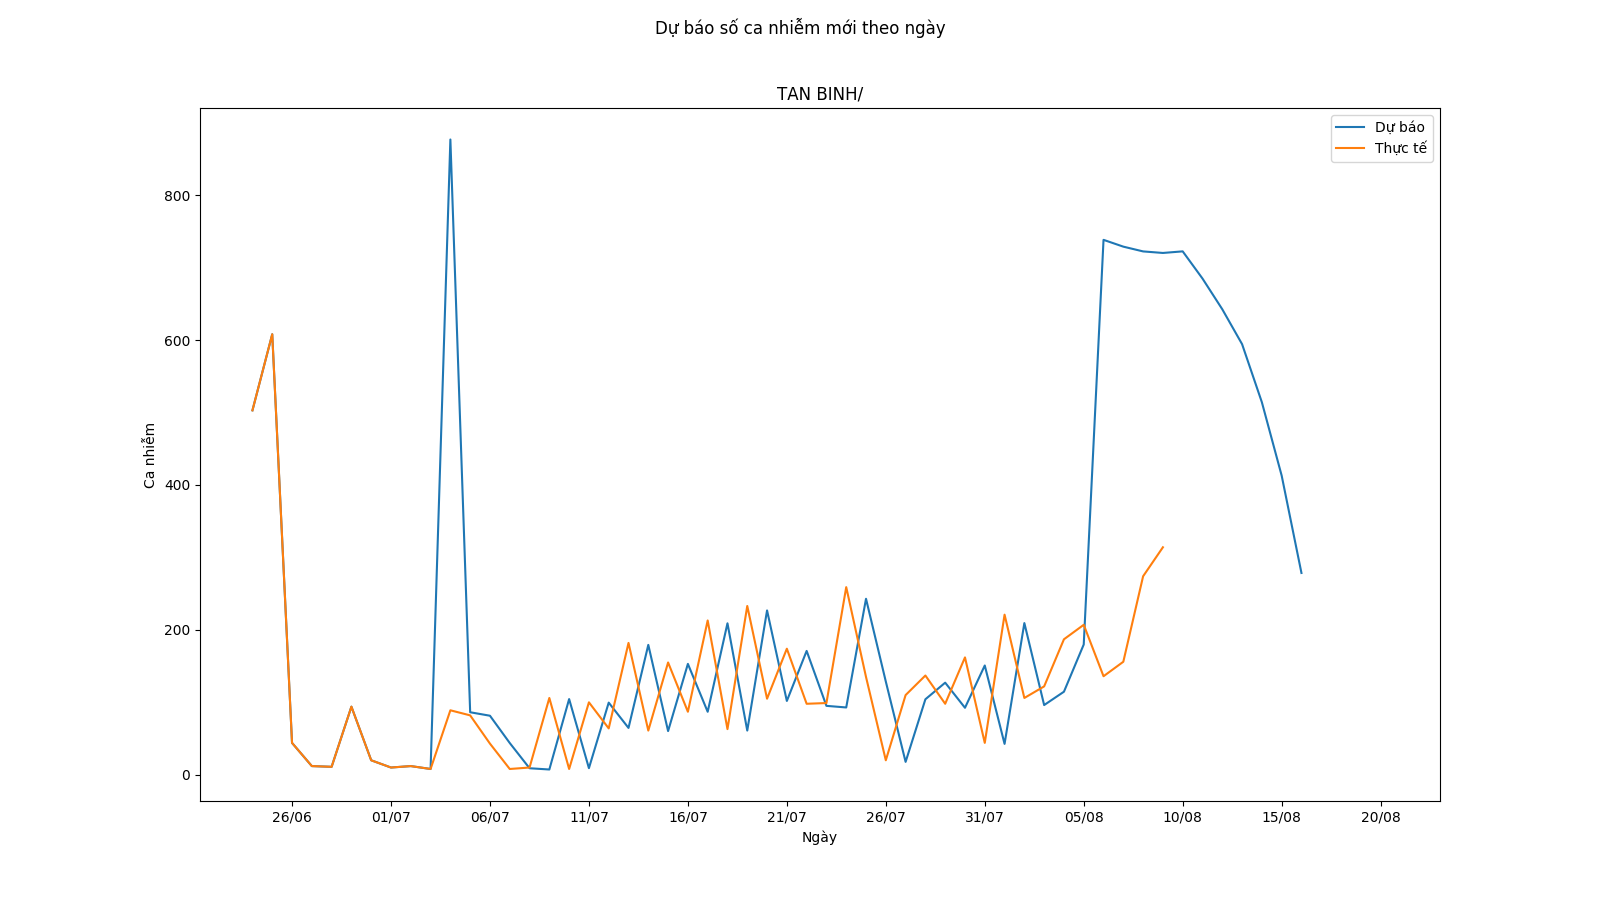 Dự báo số ca nhiễm mới theo ngày
TAN BINH/
Dự báo
Thực tế
800
600
400
200
0
Ca nhiễm
26/06 01/07 06/07 11/07 16/07 21/07 26/07 31/07 05/08 10/08 15/08 20/08
Ngày